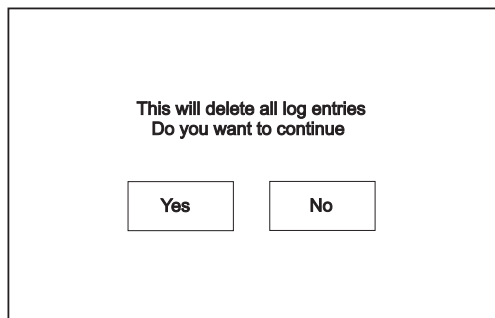 This will delete all log entries
Do you want to continue
Yes No